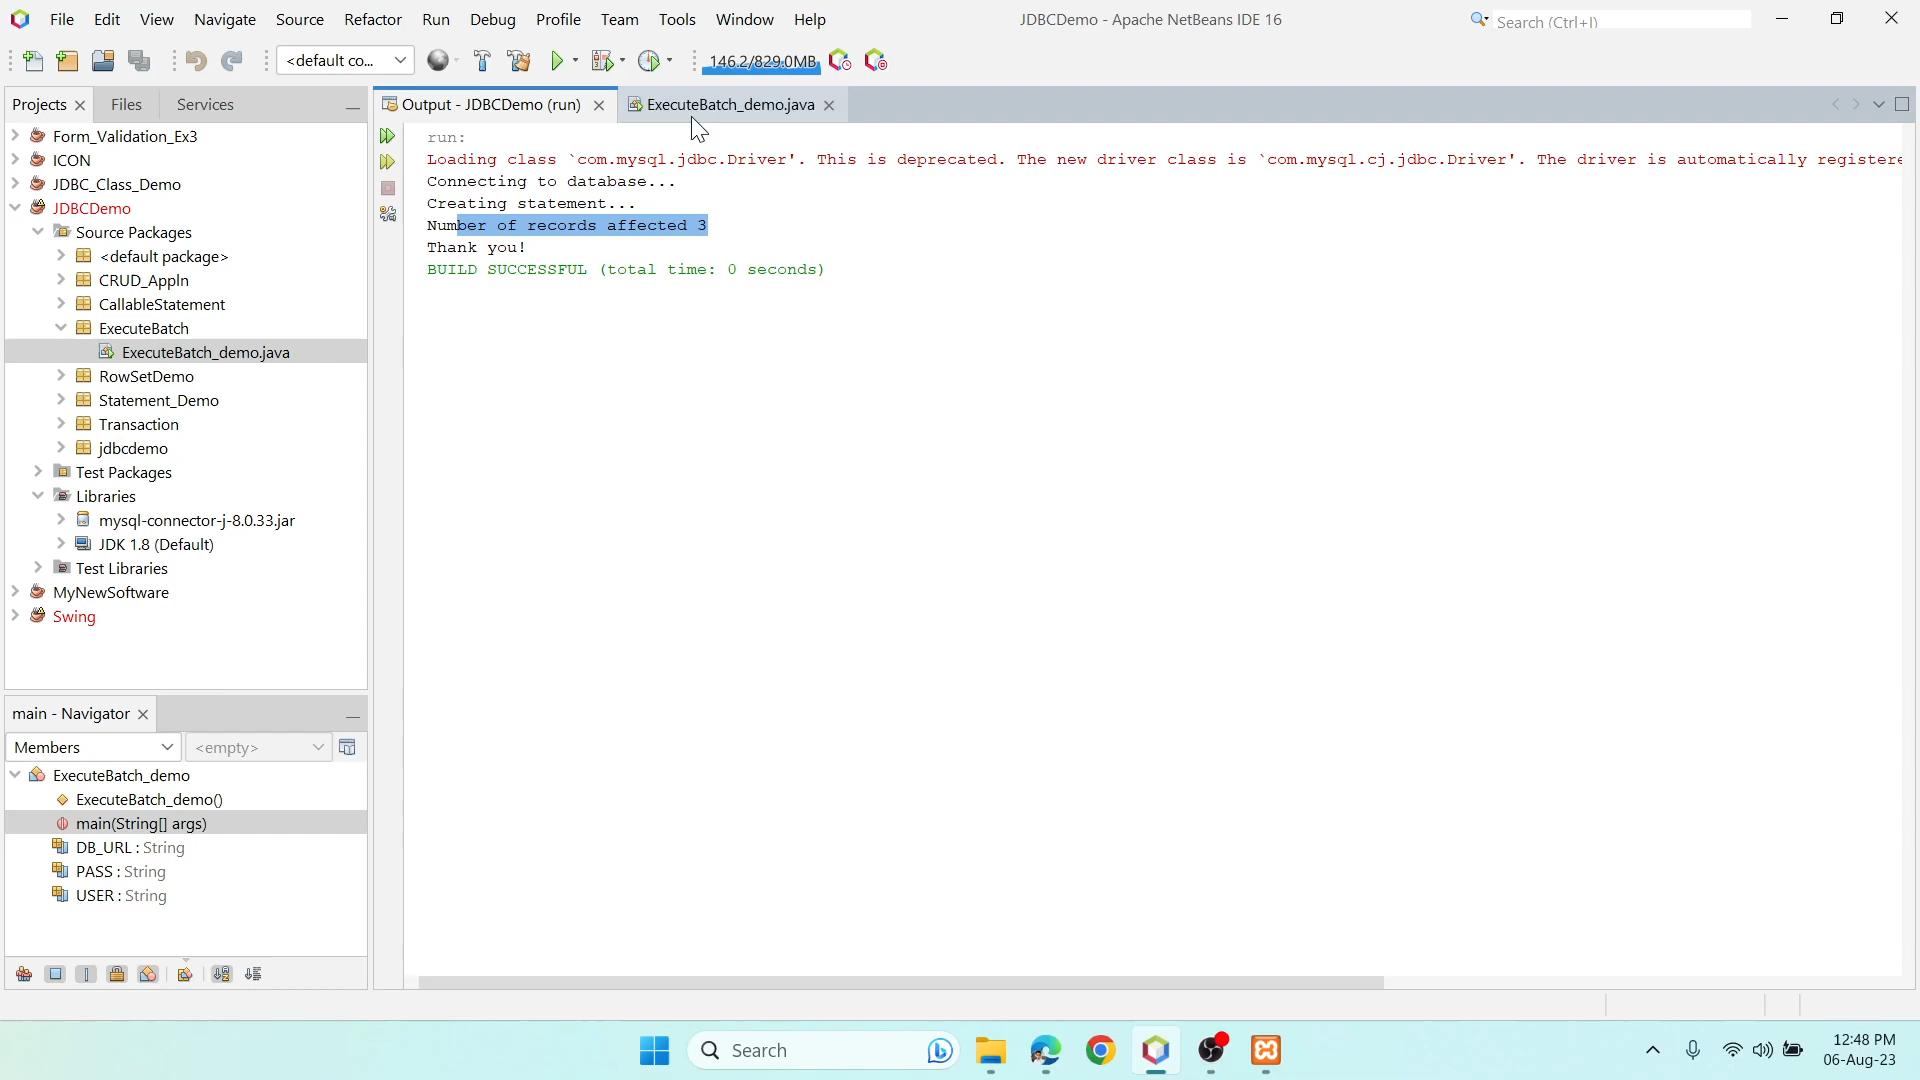 File Edit View Navigate Source Refactor Run Debug Profile Team Tools Window Help
JDBCDemo - Apache NetBeans IDE 16
Search (Ctrl+I)
<default co...
146.2/829.0MB
Projects Files Services
Output - JDBCDemo (run) ExecuteBatch_demo.java
Form_Validation_Ex3
ICON
JDBC_Class_Demo
JDBCDemo
Source Packages
<default package>
CRUD_Appln
CallableStatement
ExecuteBatch
ExecuteBatch_demo.java
RowSetDemo
Statement_Demo
Transaction
jdbcdemo
Test Packages
Libraries
mysql-connector-j-8.0.33.jar
JDK 1.8 (Default)
Test Libraries
MyNewSoftware
Swing
run:
Loading class `com.mysql.jdbc.Driver'. This is deprecated. The new driver class is `com.mysql.cj.jdbc.Driver'. The driver is automatically registere
Connecting to database...
Creating statement...
Number of records affected 3
Thank you!
BUILD SUCCESSFUL (total time: 0 seconds)
main - Navigator
Members <empty>
ExecuteBatch_demo
ExecuteBatch_demo()
main(String[] args)
DB_URL : String
PASS : String
USER : String
Search
12:48 PM
06-Aug-23